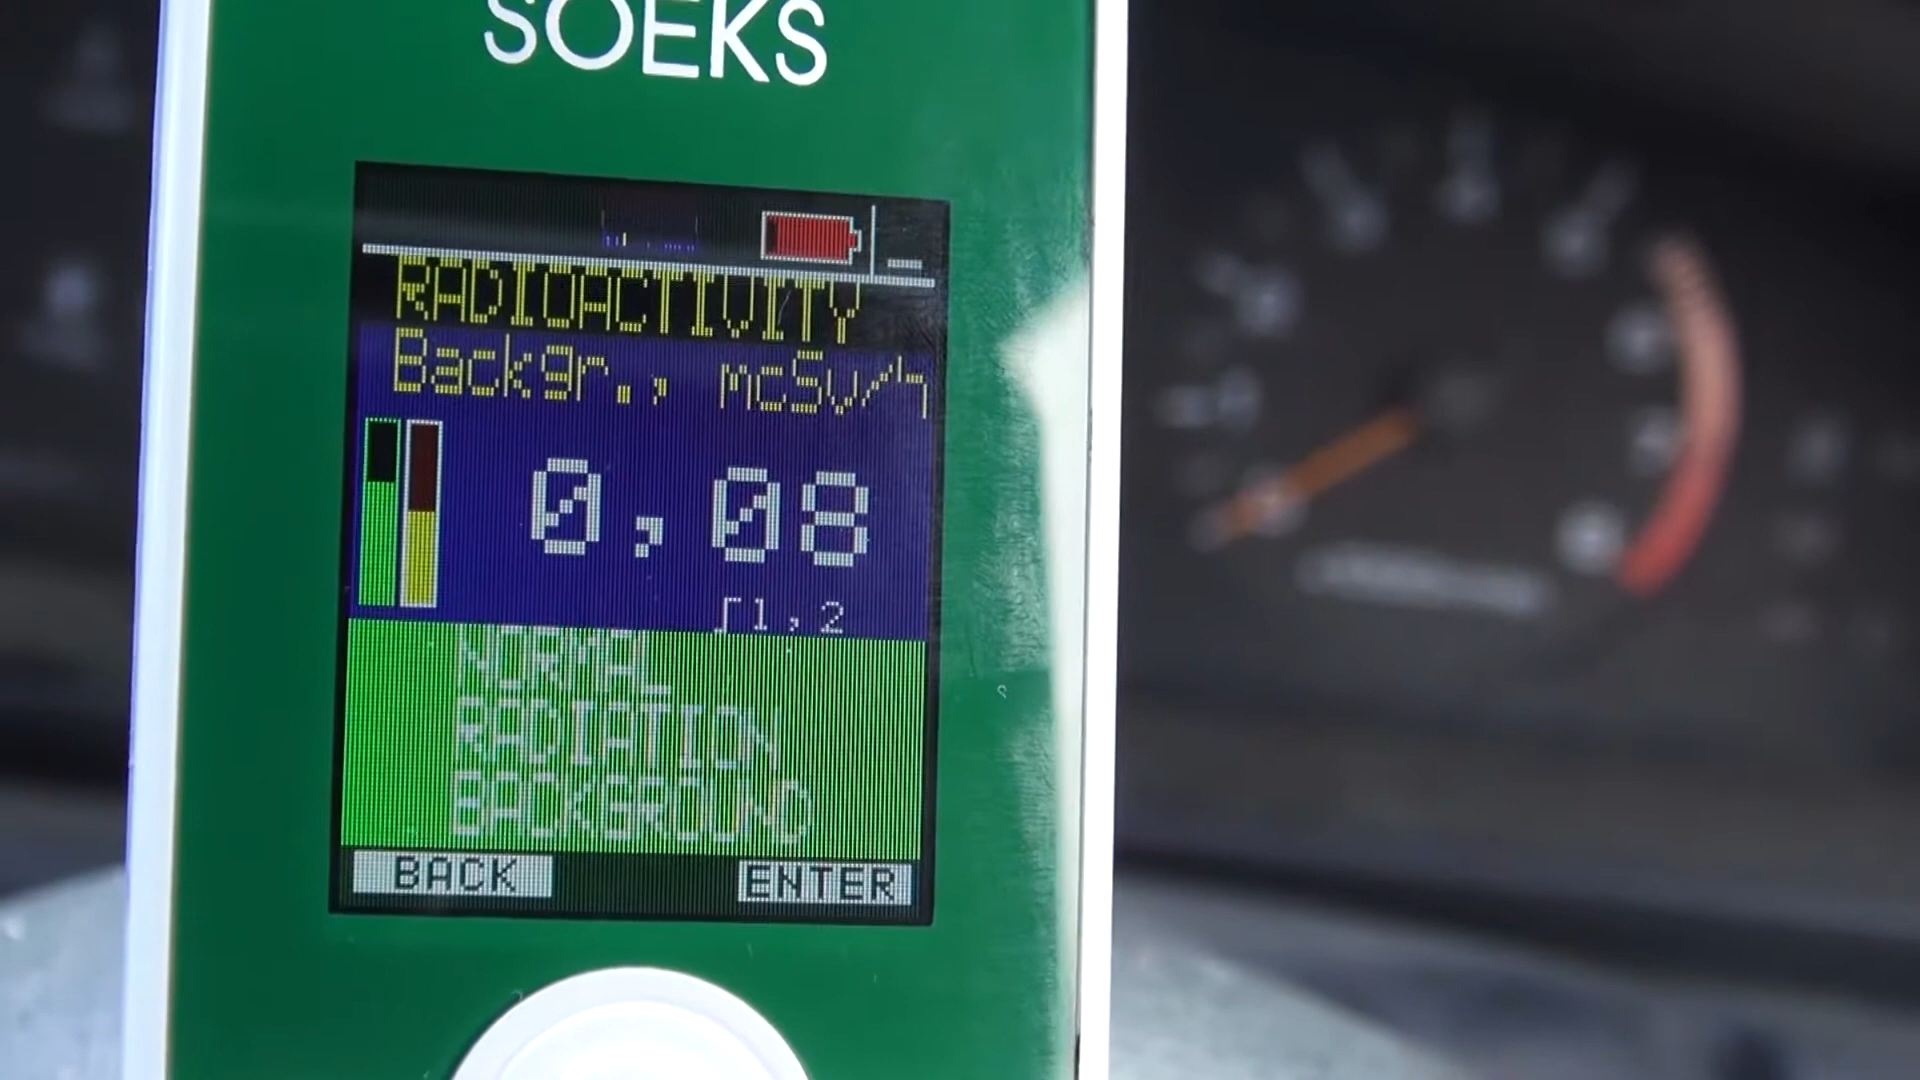 SOEKS
RADIOACTIVITY
Backgr., mcSv/h
0,08
1,2
NORMAL
RADIATION
BACKGROUND
BACK
ENTER